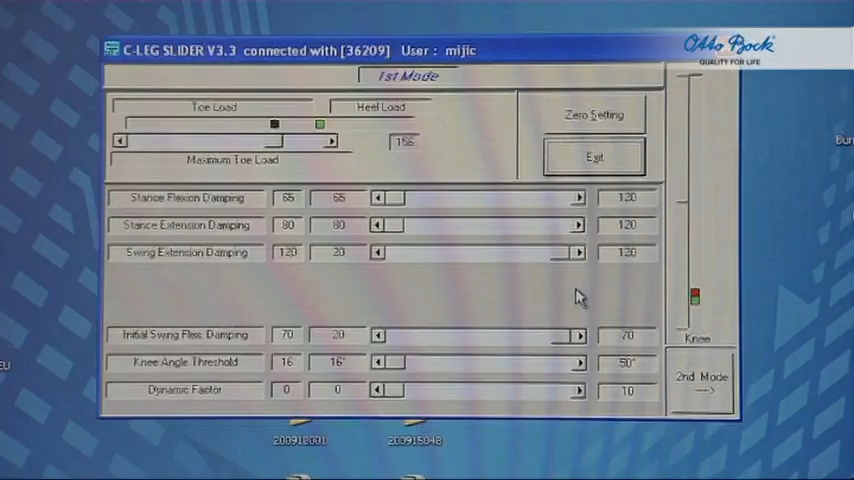 C-LEG SLIDER V3.3 connected with [36209] User : mijic
Otto Bock
QUALITY FOR LIFE
1st Mode
Toe Load
Heel Load
Zero Setting
Maximum Toe Load
156
Exit
Stance Flexion Damping 65 65 120
Stance Extension Damping 80 80 120
Swing Extension Damping 120 20 120
Initial Swing Flex. Damping 70 20 70
Knee
Knee Angle Threshold 16 16° 50°
2nd Mode
---->
Dynamic Factor 0 0 10
200918001
200915048